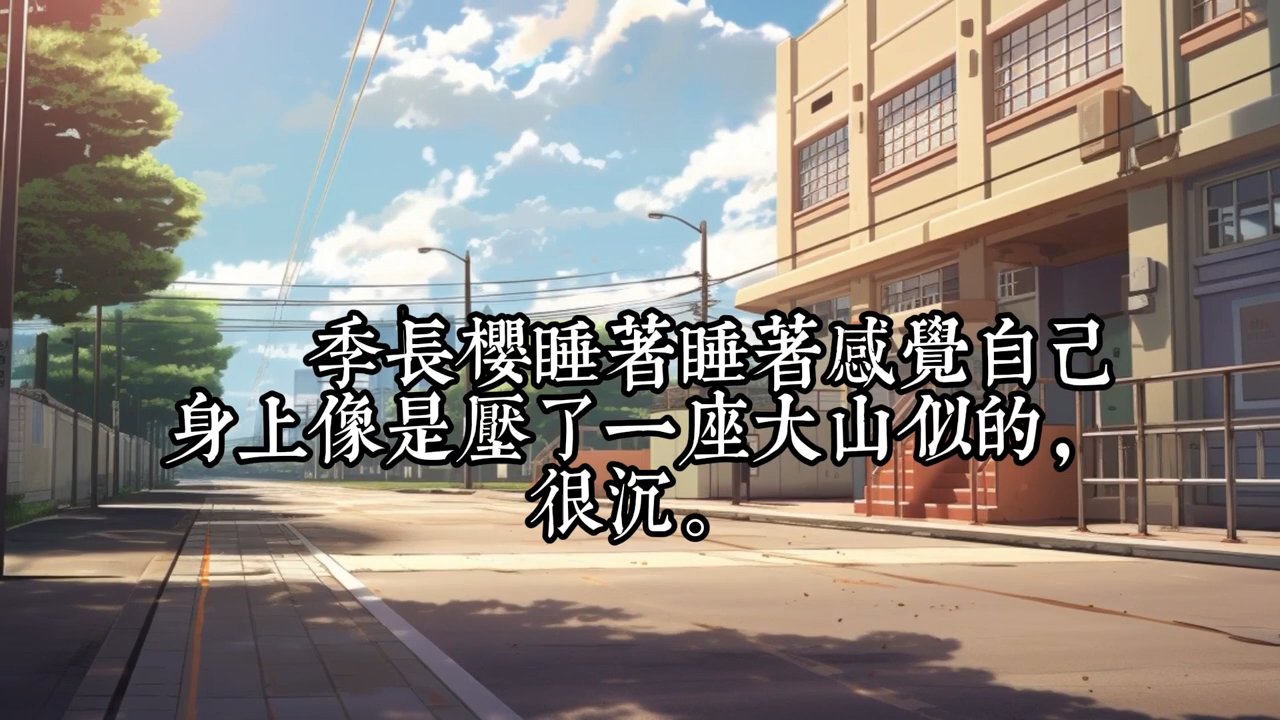 季長櫻睡著睡著感覺自己
身上像是壓了一座大山似的，
很沉。